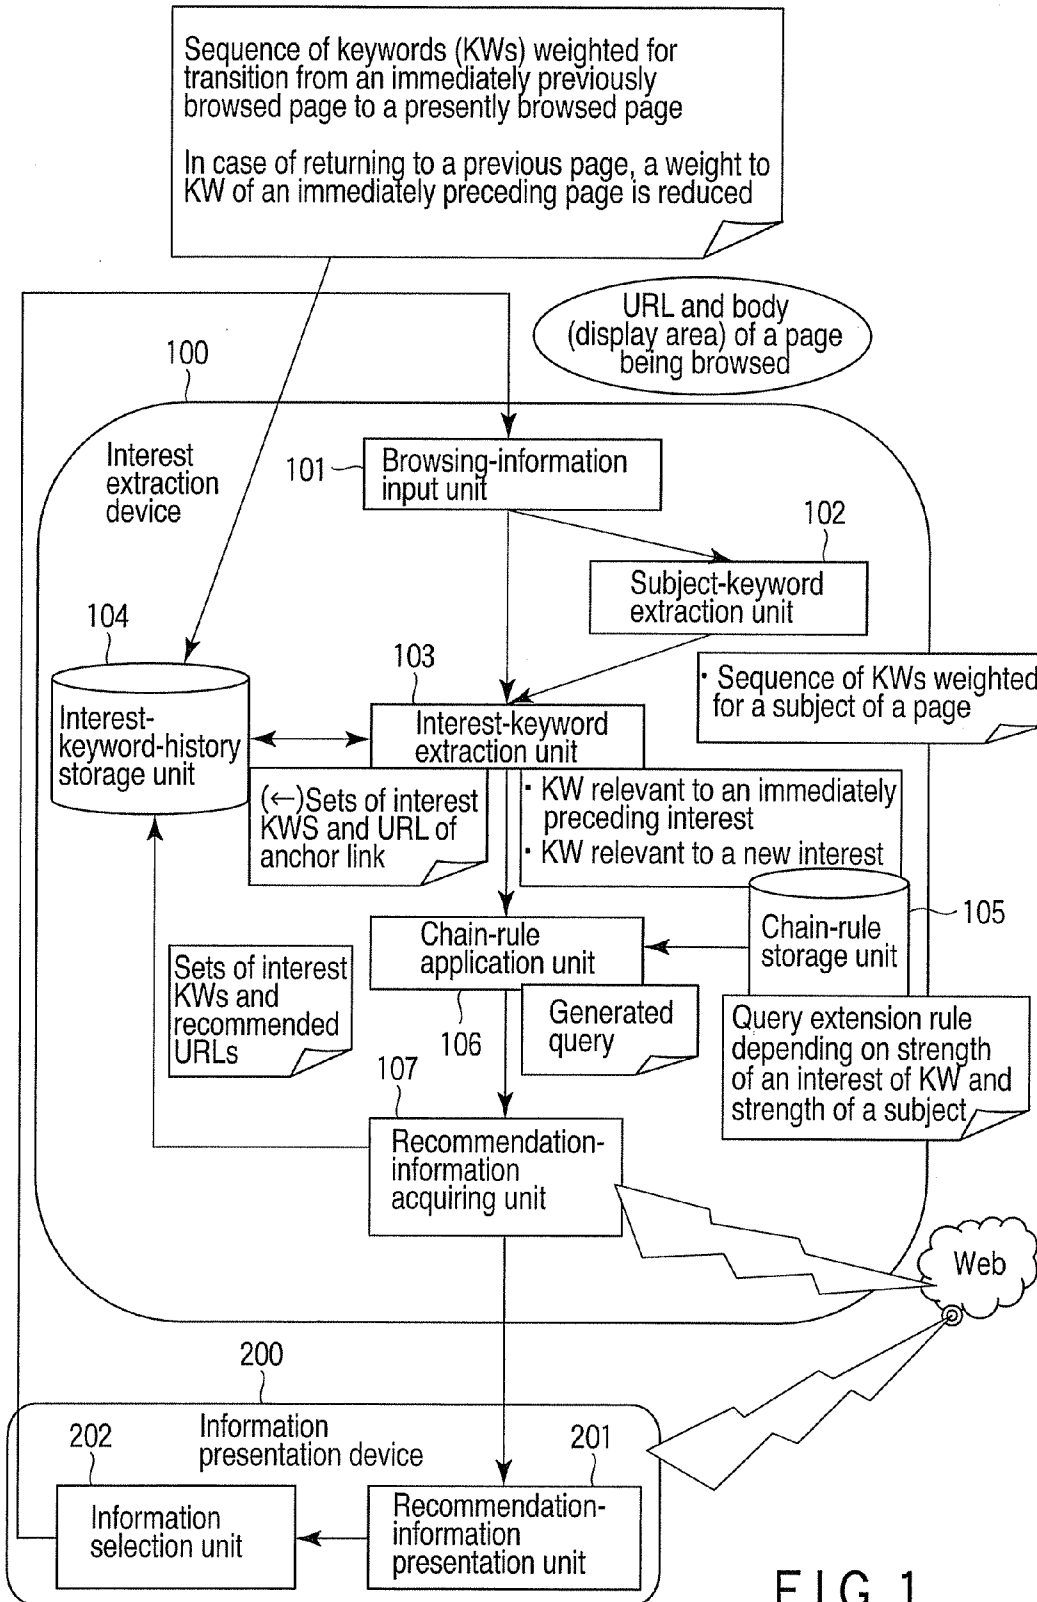 Sequence of keywords (KWs) weighted for
transition from an immediately previously
browsed page to a presently browsed page
In case of returning to a previous page, a weight to
KW of an immediately preceding page is reduced
URL and body
(display area) of a page
being browsed
100
Interest
extraction
device
101
Browsing-information
input unit
102
Subject-keyword
extraction unit
104
103
· Sequence of KWs weighted
for a subject of a page
Interest-
keyword-history
storage unit
Interest-keyword
extraction unit
(←)Sets of interest
KWS and URL of
anchor link
· KW relevant to an immediately
preceding interest
· KW relevant to a new interest
105
Chain-rule
storage unit
Chain-rule
application unit
Sets of interest
KWs and
recommended
URLs
106
Generated
query
Query extension rule
depending on strength
of an interest of KW and
strength of a subject
107
Recommendation-
information
acquiring unit
Web
200
Information
presentation device
202
201
Information
selection unit
Recommendation-
information
presentation unit
FIG. 1